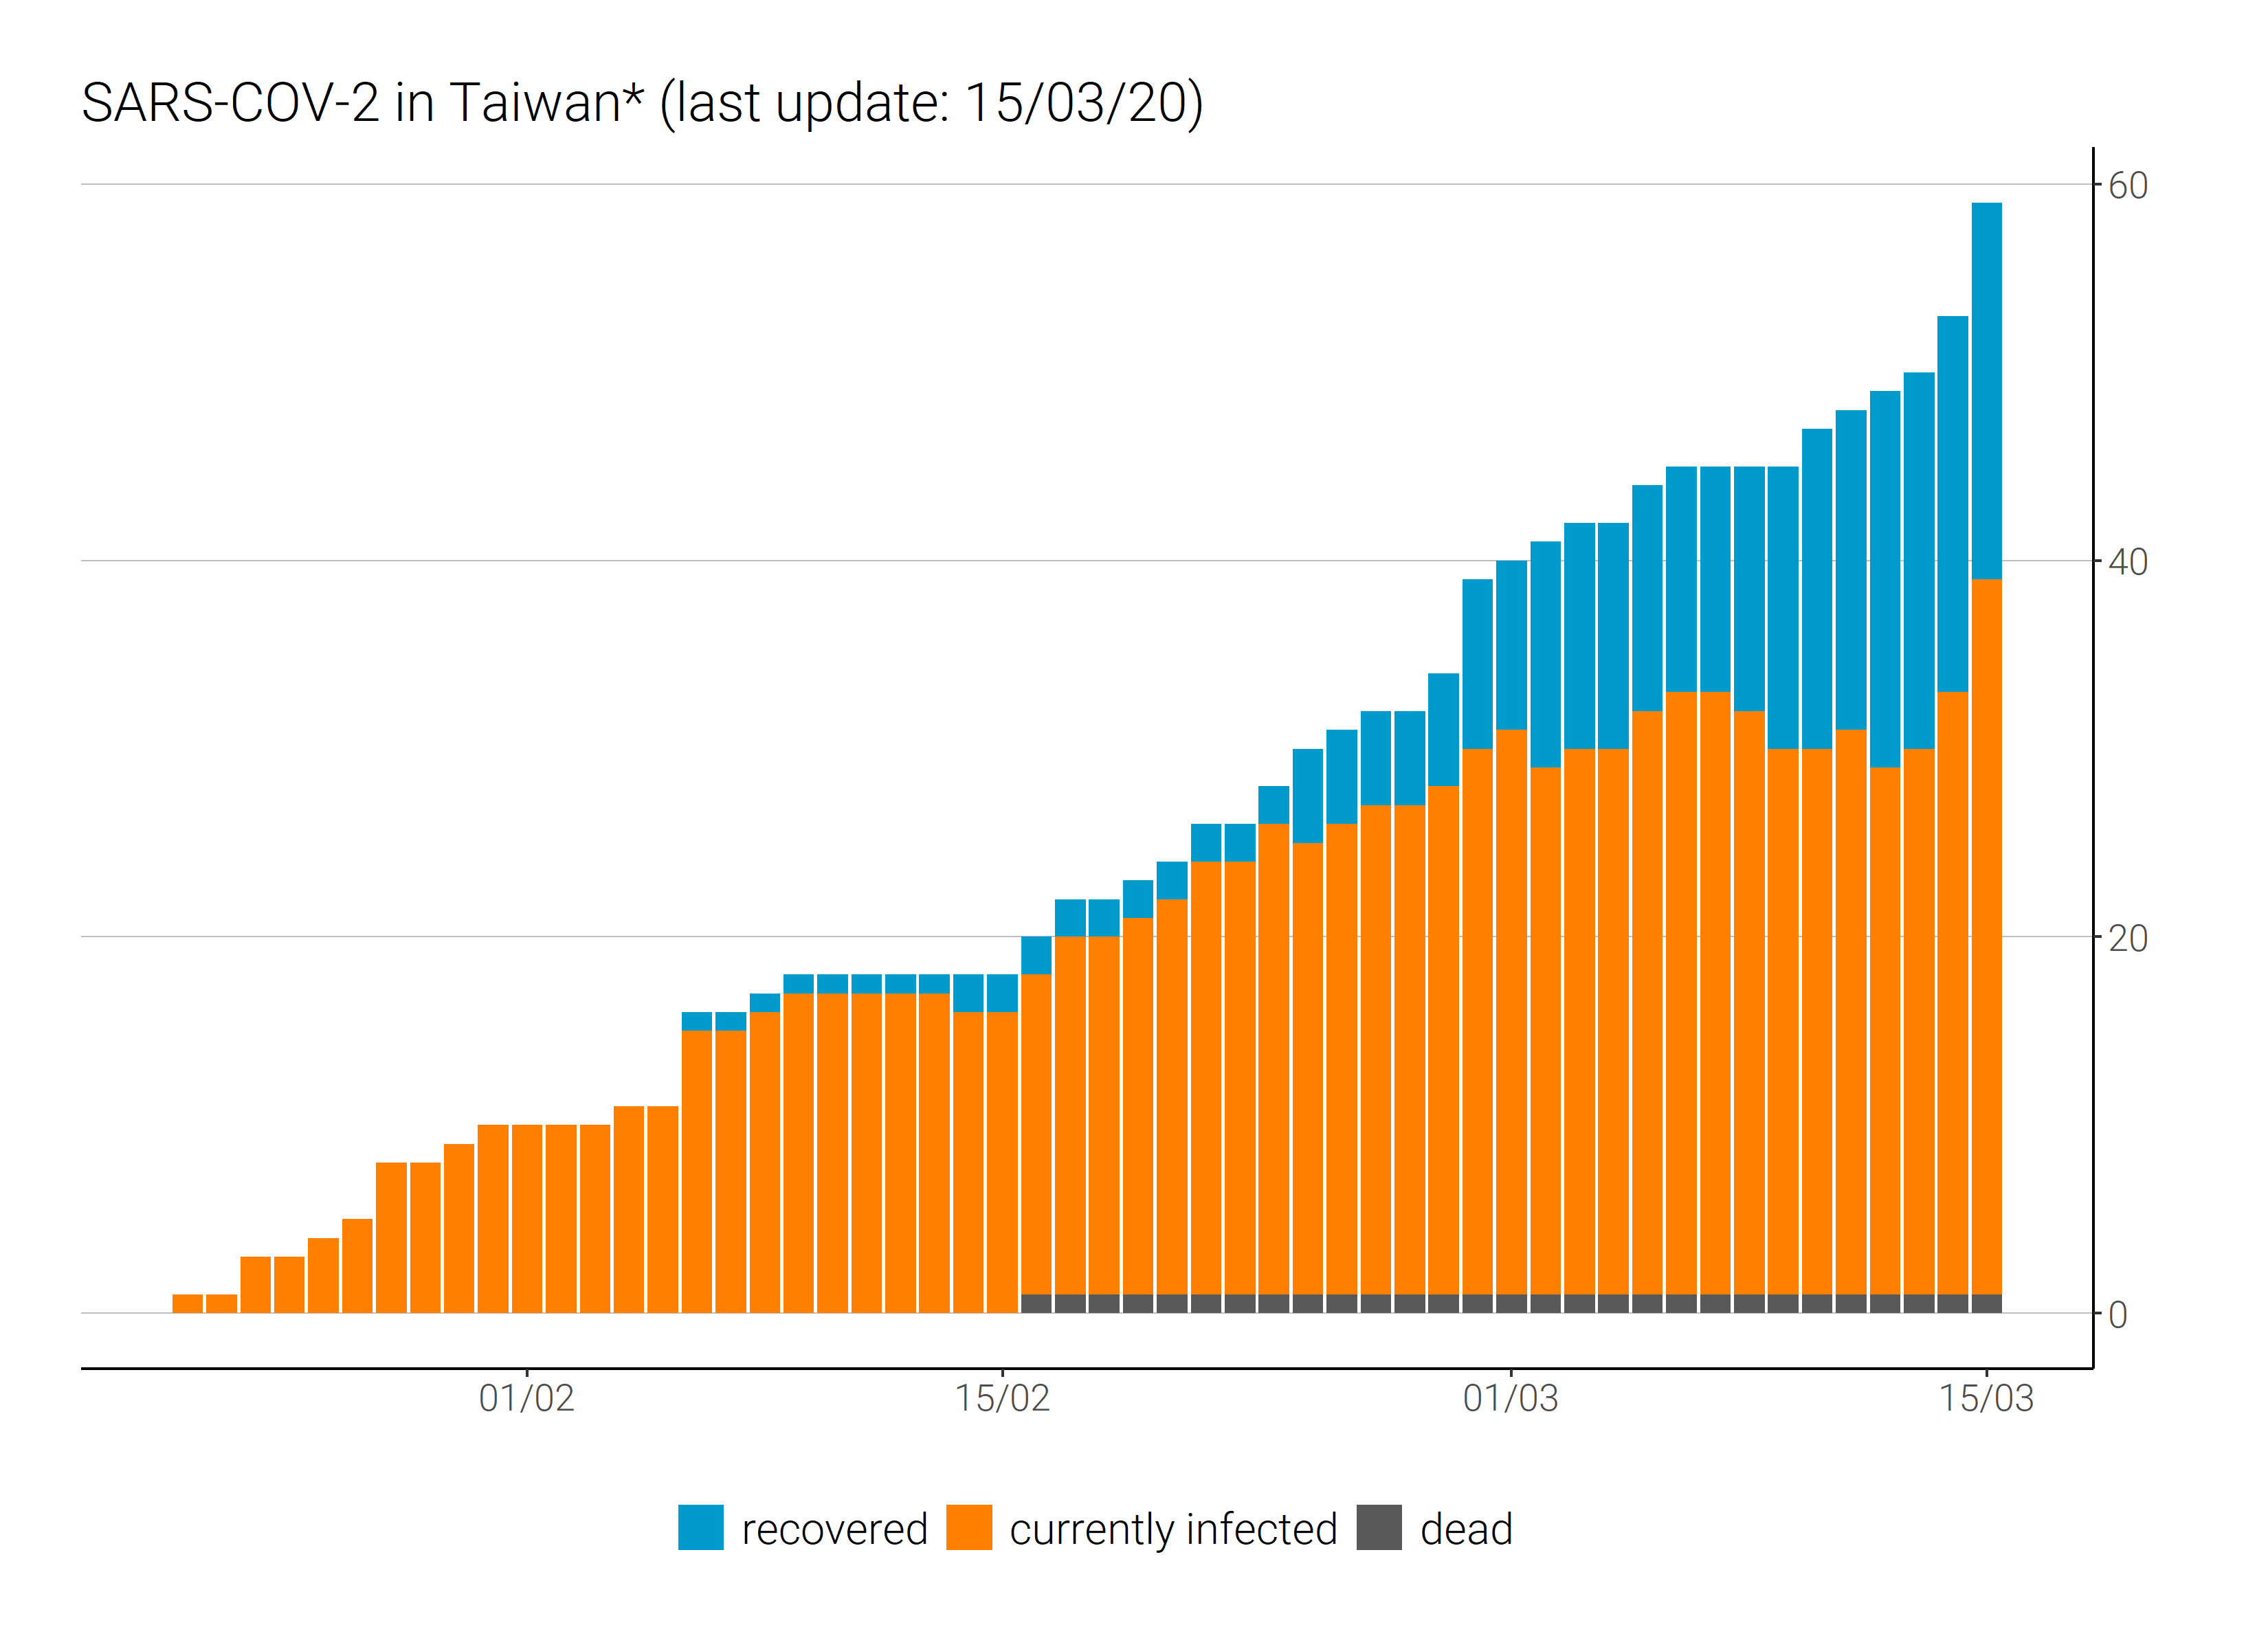 SARS-COV-2 in Taiwan* (last update: 15/03/20)
60
40
20
0
01/02 15/02 01/03 15/03
recovered currently infected dead